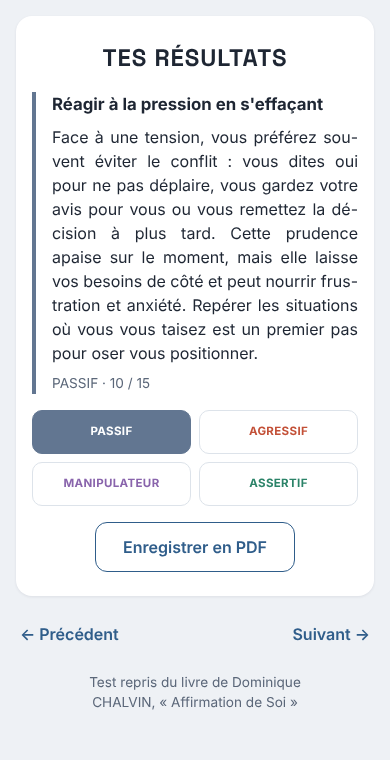 TES RÉSULTATS
Réagir à la pression en s'effaçant
Face à une tension, vous préférez sou-
vent éviter le conflit : vous dites oui
pour ne pas déplaire, vous gardez votre
avis pour vous ou vous remettez la dé-
cision à plus tard. Cette prudence
apaise sur le moment, mais elle laisse
vos besoins de côté et peut nourrir frus-
tration et anxiété. Repérer les situations
où vous vous taisez est un premier pas
pour oser vous positionner.
PASSIF · 10 / 15
PASSIF
AGRESSIF
MANIPULATEUR
ASSERTIF
Enregistrer en PDF
← Précédent
Suivant →
Test repris du livre de Dominique
CHALVIN, « Affirmation de Soi »